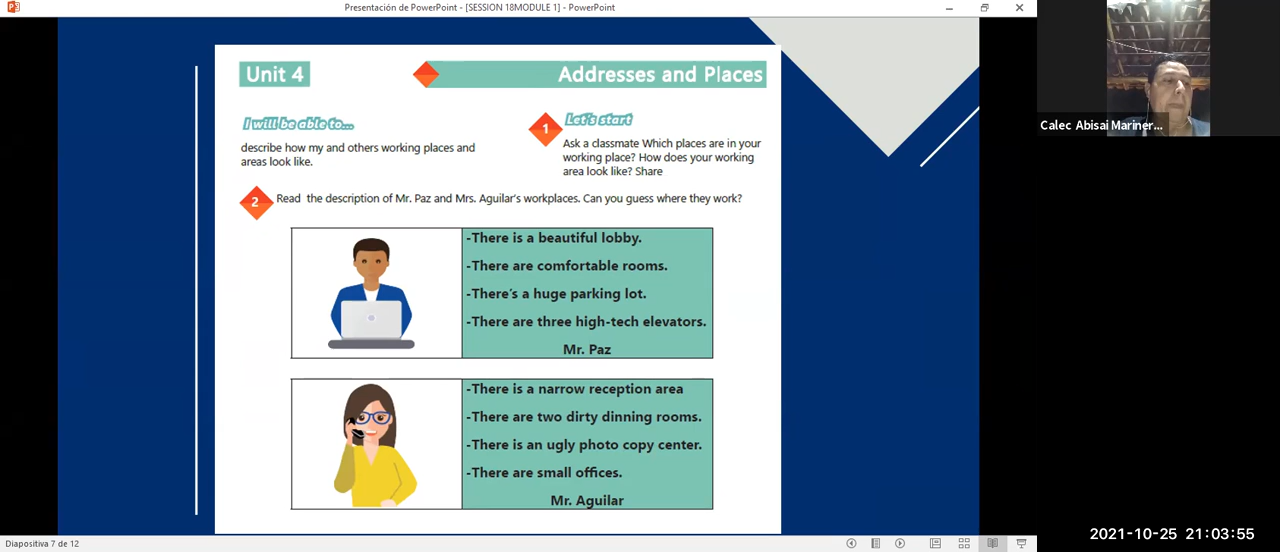 Presentación de PowerPoint - [SESSION 18MODULE 1] - PowerPoint
Unit 4
Addresses and Places
I will be able to...
describe how my and others working places and
areas look like.
1
Let's start
Ask a classmate Which places are in your
working place? How does your working
area look like? Share
2
Read the description of Mr. Paz and Mrs. Aguilar's workplaces. Can you guess where they work?
-There is a beautiful lobby.
-There are comfortable rooms.
-There's a huge parking lot.
-There are three high-tech elevators.
Mr. Paz
-There is a narrow reception area
-There are two dirty dinning rooms.
-There is an ugly photo copy center.
-There are small offices.
Mr. Aguilar
Calec Abisai Mariner...
2021-10-25 21:03:55
Diapositiva 7 de 12